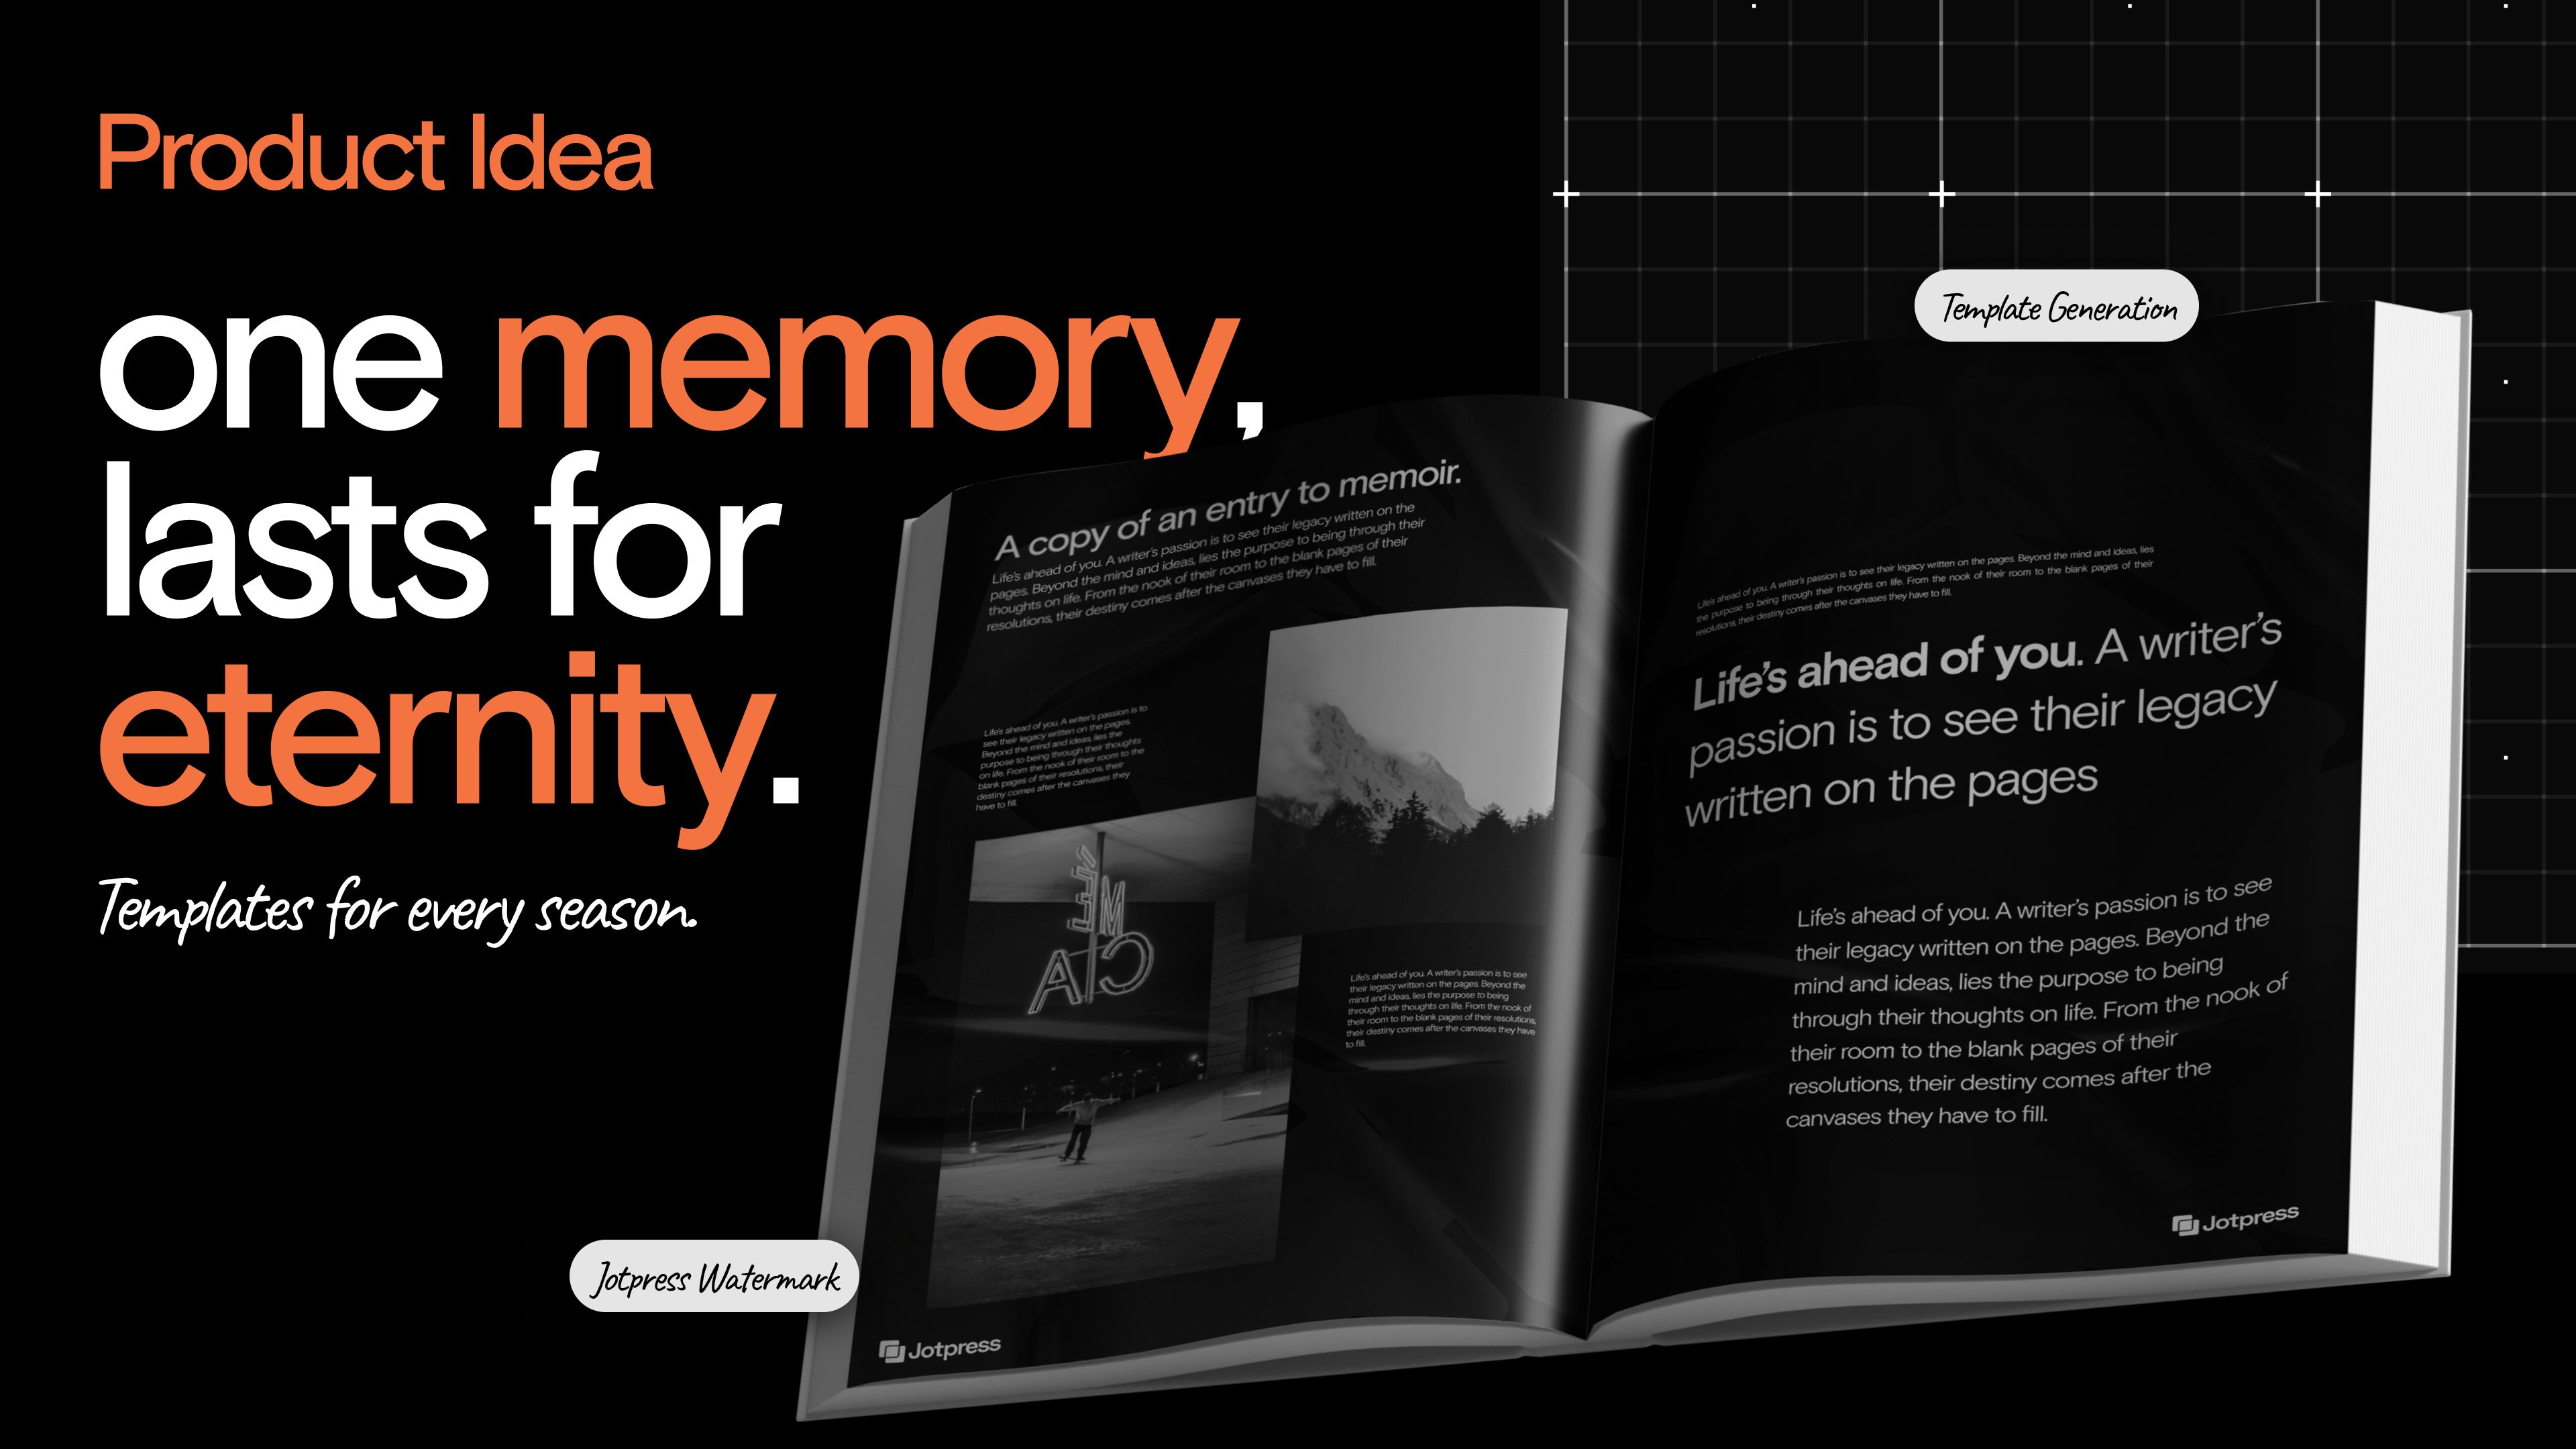 Product Idea
one memory,
lasts for
eternity.
Templates for every season.
Template Generation
Jotpress Watermark
A copy of an entry to memoir.
Life's ahead of you. A writer's passion is to see their legacy written on the
pages. Beyond the mind and ideas, lies the purpose to being through their
thoughts on life. From the nook of their room to the blank pages of their
resolutions, their destiny comes after the canvases they have to fill.
Life's ahead of you. A writer's passion is to
see their legacy written on the pages.
Beyond the mind and ideas, lies the
purpose to being through their thoughts
on life. From the nook of their room to the
blank pages of their resolutions, their
destiny comes after the canvases they
have to fill.
MÉ
CIA
Life's ahead of you. A writer's passion is to see
their legacy written on the pages. Beyond the
mind and ideas, lies the purpose to being
through their thoughts on life. From the nook of
their room to the blank pages of their resolutions,
their destiny comes after the canvases they have
to fill.
Jotpress
Life's ahead of you. A writer's passion is to see their legacy written on the pages. Beyond the mind and ideas, lies
the purpose to being through their thoughts on life. From the nook of their room to the blank pages of their
resolutions, their destiny comes after the canvases they have to fill.
Life's ahead of you. A writer's
passion is to see their legacy
written on the pages
Life's ahead of you. A writer's passion is to see
their legacy written on the pages. Beyond the
mind and ideas, lies the purpose to being
through their thoughts on life. From the nook of
their room to the blank pages of their
resolutions, their destiny comes after the
canvases they have to fill.
Jotpress